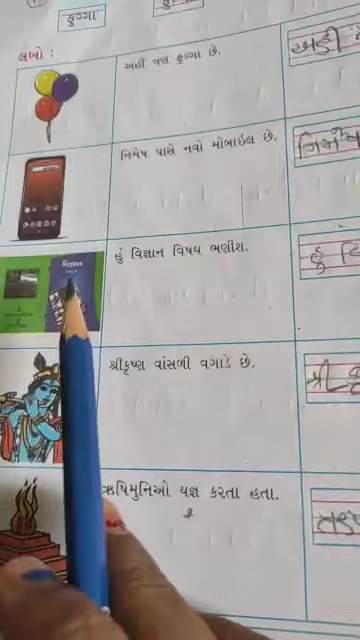 ફુગ્ગા
લખો :
અહીં ત્રણ ફુગ્ગા છે.
નિમેષ પાસે નવો મોબાઇલ છે.
હું વિજ્ઞાન વિષય ભણીશ.
હું વિ
શ્રીકૃષ્ણ વાંસળી વગાડે છે.
ઋષિમુનિઓ યજ્ઞ કરતા હતા.